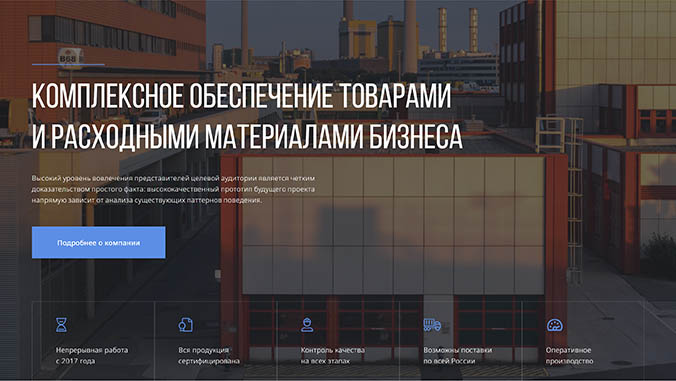 B68
КОМПЛЕКСНОЕ ОБЕСПЕЧЕНИЕ ТОВАРАМИ
И РАСХОДНЫМИ МАТЕРИАЛАМИ БИЗНЕСА
Высокий уровень вовлечения представителей целевой аудитории является четким
доказательством простого факта: высококачественный прототип будущего проекта
напрямую зависит от анализа существующих паттернов поведения.
Подробнее о компании
Непрерывная работа
с 2017 года
Вся продукция
сертифицирована
Контроль качества
на всех этапах
Возможны поставки
по всей России
Оперативное
производство